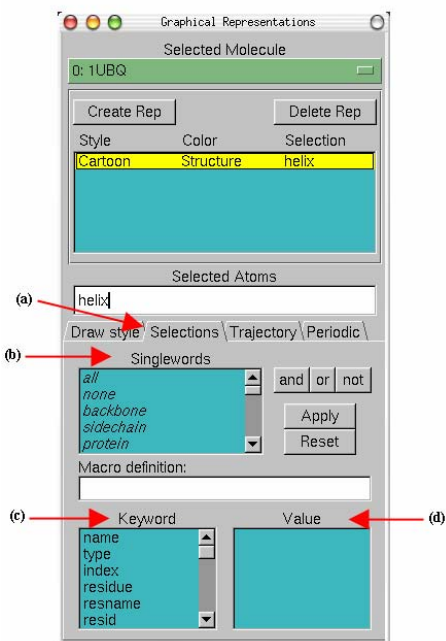 Graphical Representations
Selected Molecule
0: 1UBQ
Create Rep Delete Rep
Style Color Selection
Cartoon Structure helix
Selected Atoms
helix
(a)
Draw style Selections Trajectory Periodic
(b)
Singlewords
all
none
backbone
sidechain
protein
and or not
Apply
Reset
Macro definition:
(c) Keyword Value (d)
name
type
index
residue
resname
resid